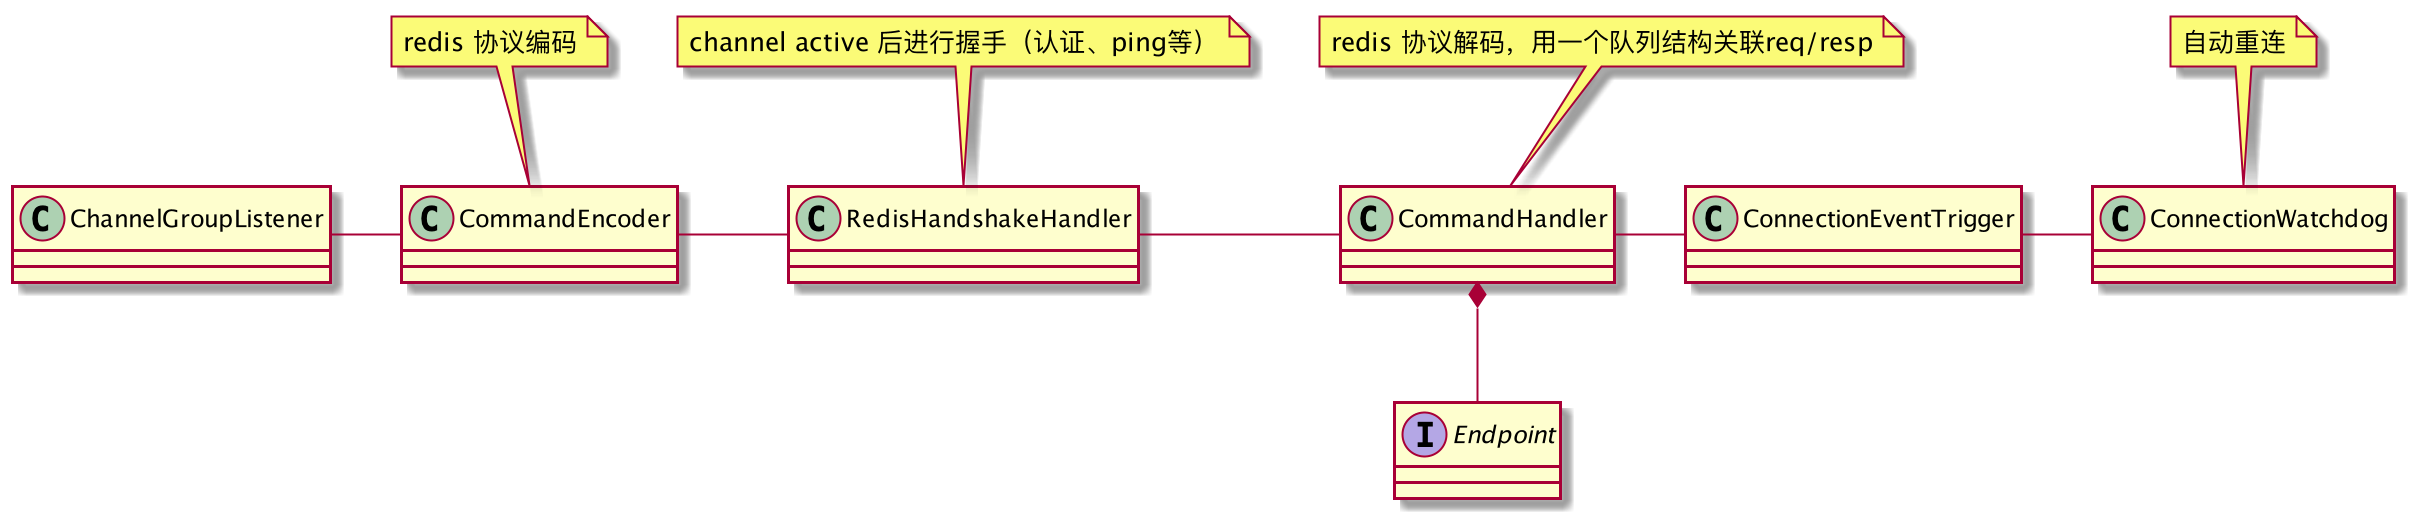 redis 协议编码
channel active 后进行握手（认证、ping等）
redis 协议解码，用一个队列结构关联req/resp
自动重连
C ChannelGroupListener
C CommandEncoder
C RedisHandshakeHandler
C CommandHandler
C ConnectionEventTrigger
C ConnectionWatchdog
I Endpoint